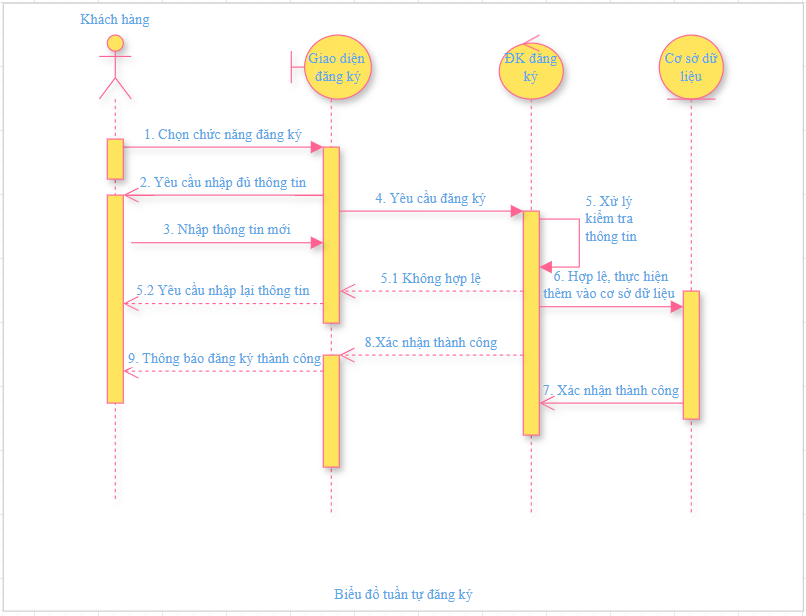 Khách hàng
Giao diện
đăng ký
ĐK đăng
ký
Cơ sở dữ
liệu
1. Chọn chức năng đăng ký
2. Yêu cầu nhập đủ thông tin
3. Nhập thông tin mới
4. Yêu cầu đăng ký
5. Xử lý
kiểm tra
thông tin
5.1 Không hợp lệ
5.2 Yêu cầu nhập lại thông tin
6. Hợp lệ, thực hiện
thêm vào cơ sở dữ liệu
8.Xác nhận thành công
9. Thông báo đăng ký thành công
7. Xác nhận thành công
Biểu đồ tuần tự đăng ký